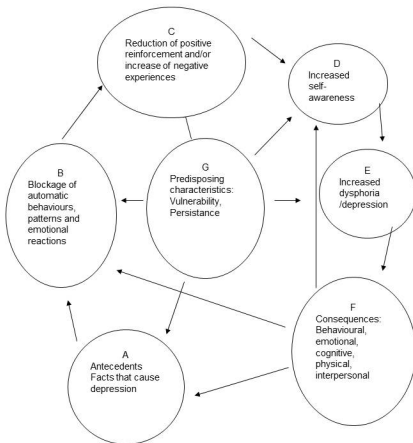 C
Reduction of positive
reinforcement and/or
increase of negative
experiences
D
Increased
self-
awareness
B
Blockage of
automatic
behaviours,
patterns and
emotional
reactions
G
Predisposing
characteristics:
Vulnerability,
Persistance
E
Increased
dysphoria
/depression
A
Antecedents
Facts that cause
depression
F
Consequences:
Behavioural,
emotional,
cognitive,
physical,
interpersonal